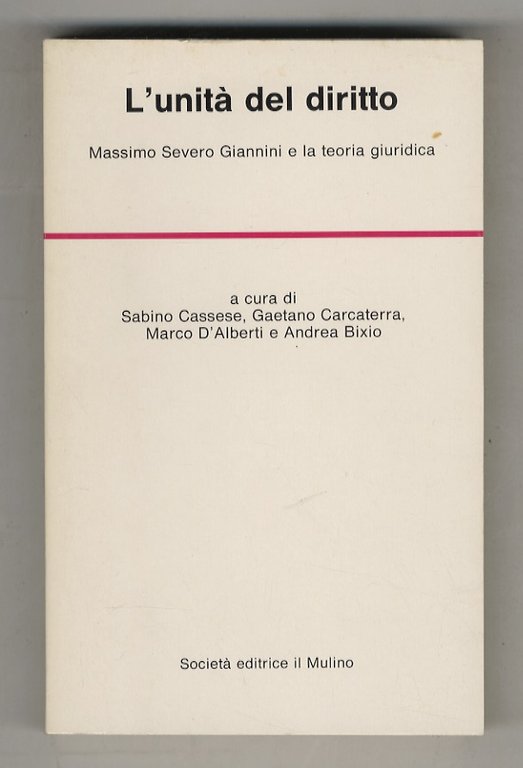 L'unità del diritto
Massimo Severo Giannini e la teoria giuridica
a cura di
Sabino Cassese, Gaetano Carcaterra,
Marco D'Alberti e Andrea Bixio
Società editrice il Mulino